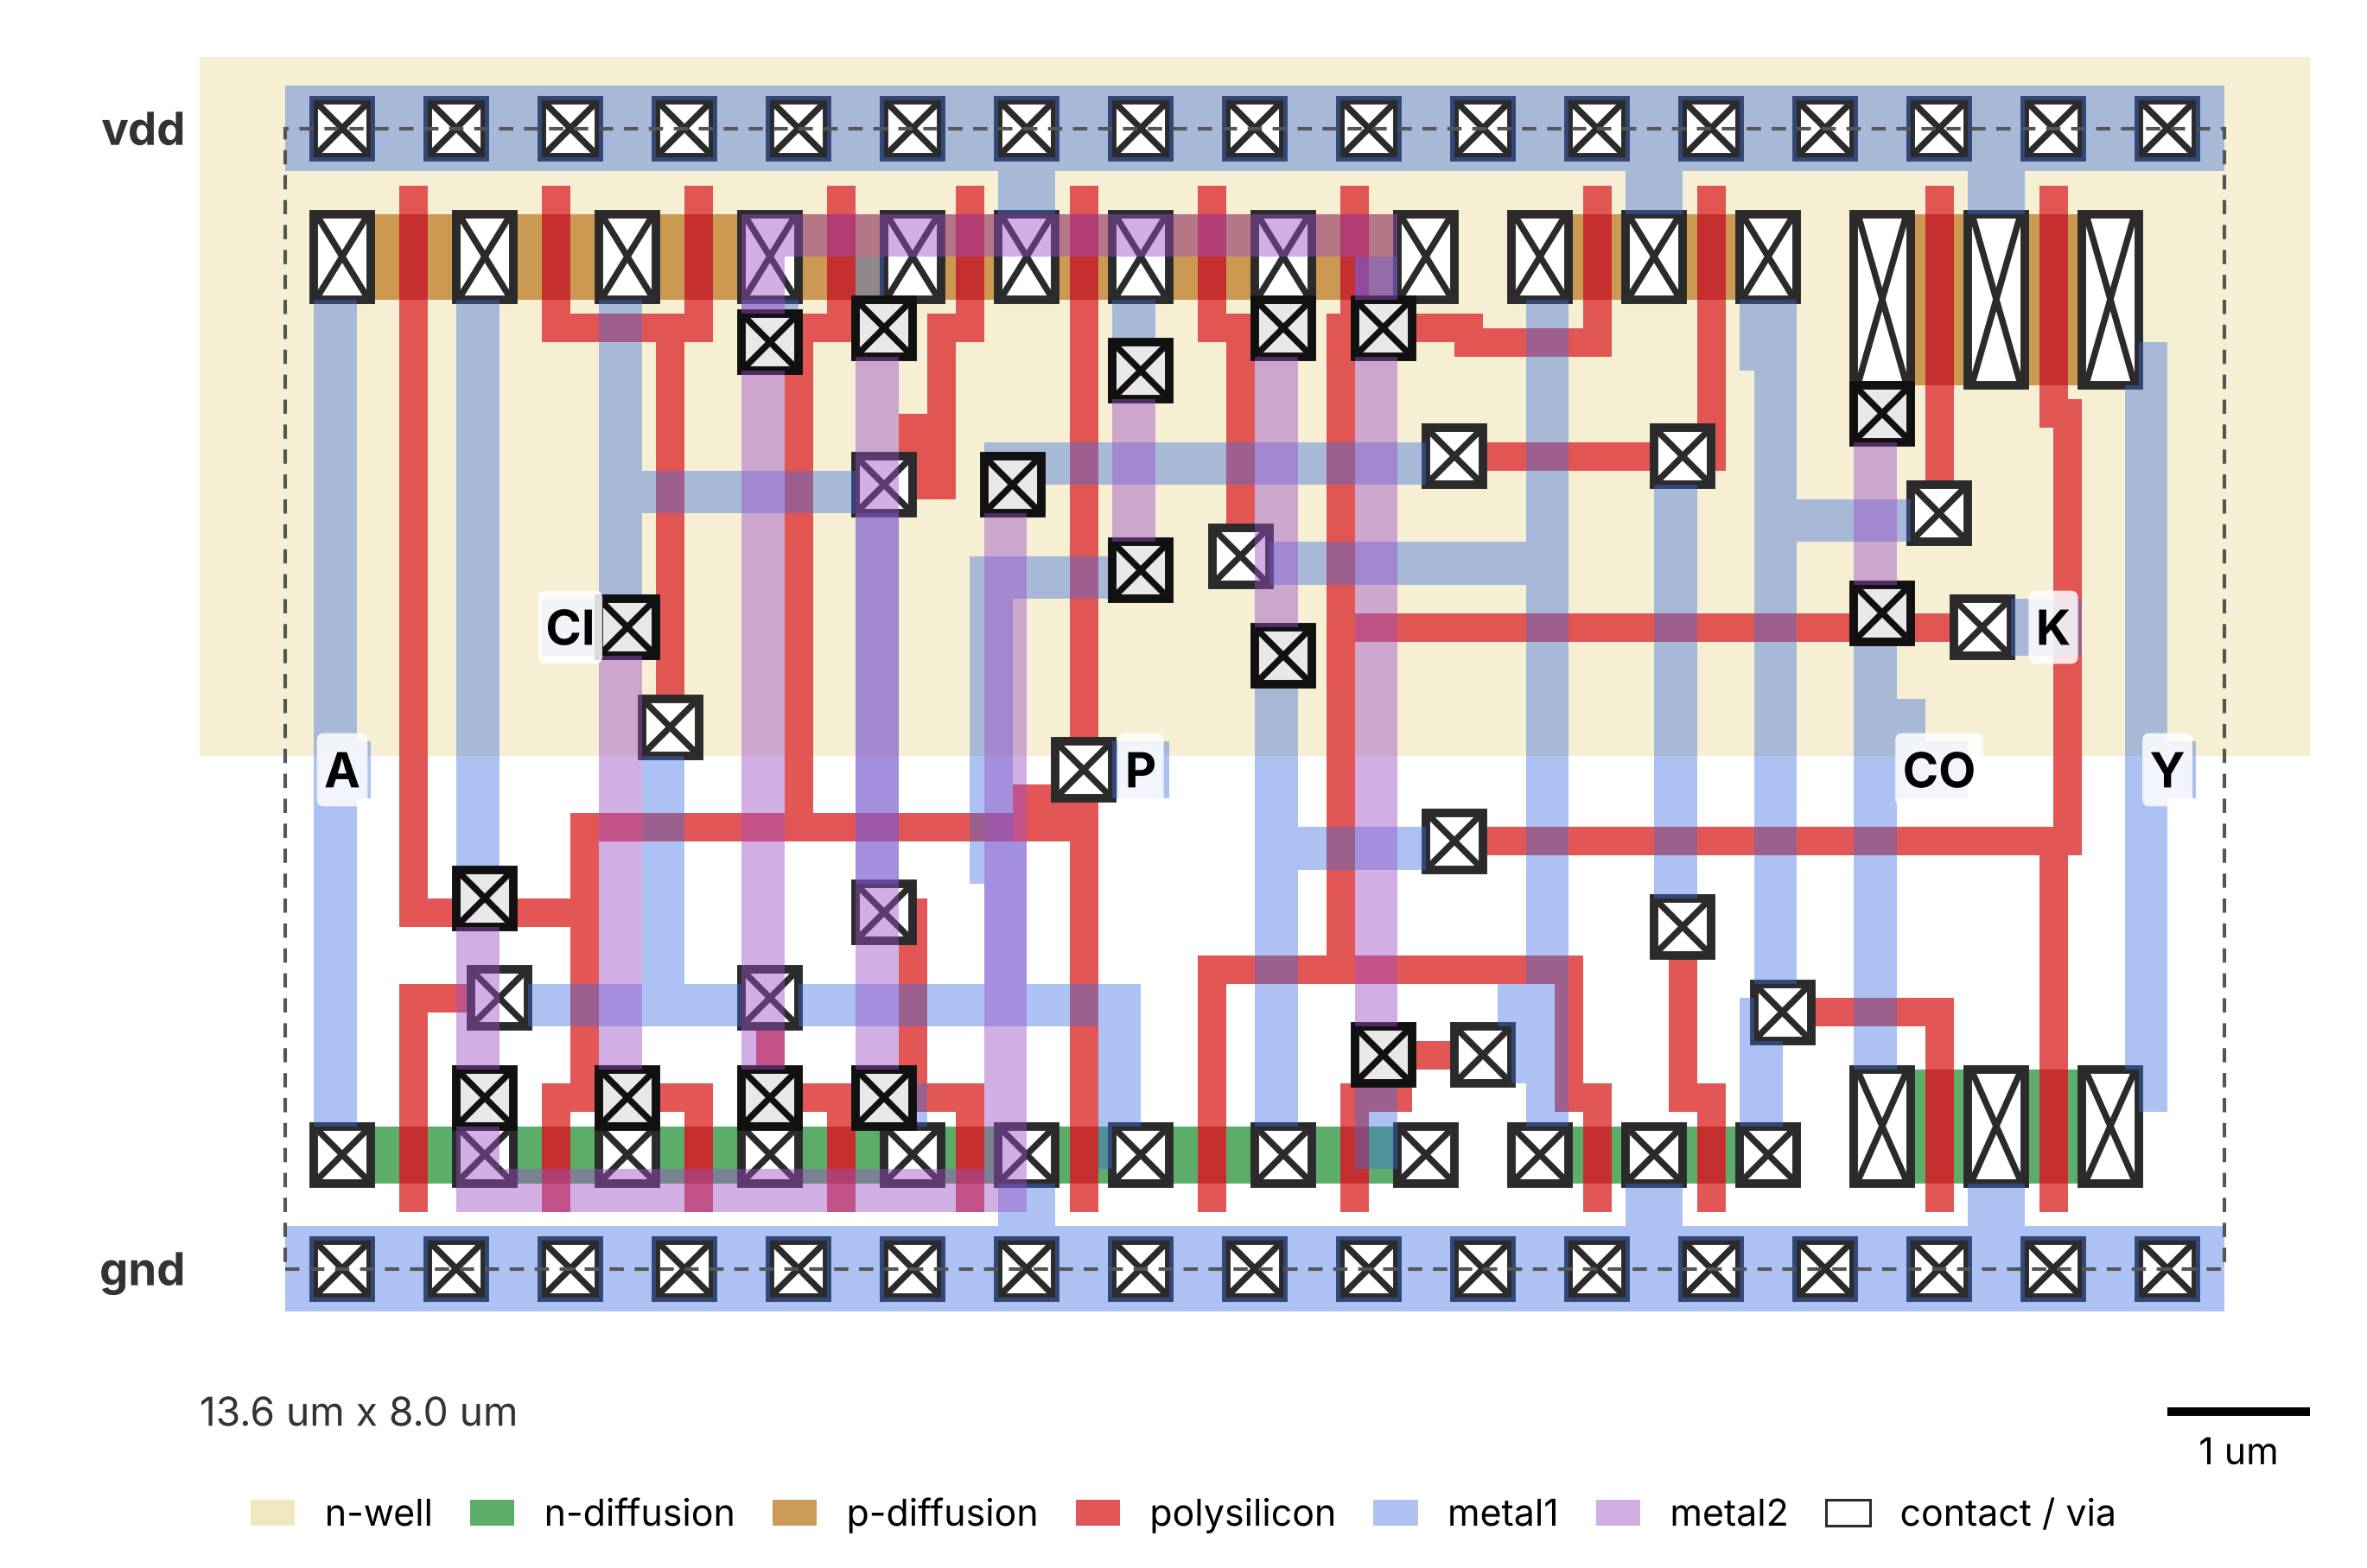 vdd
CI
K
A
P
CO
Y
gnd
13.6 um x 8.0 um
1 um
n-well
n-diffusion
p-diffusion
polysilicon
metal1
metal2
contact / via